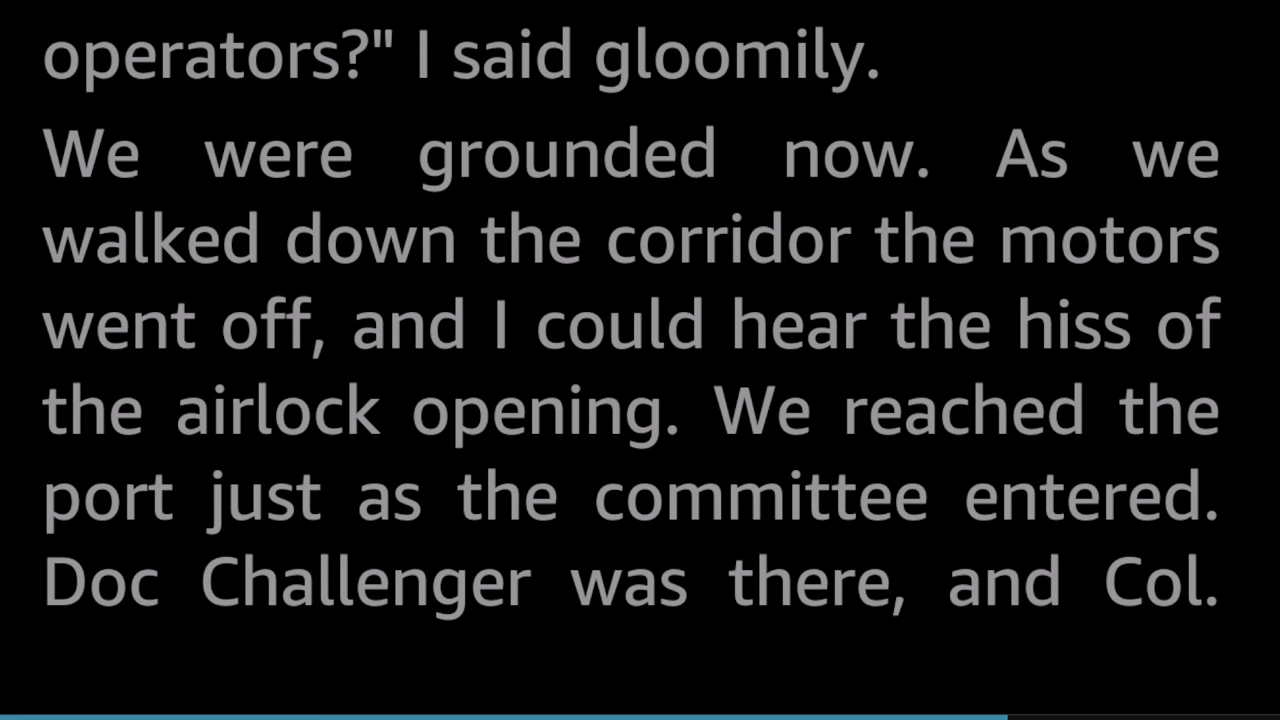 operators?" I said gloomily.
We were grounded now. As we
walked down the corridor the motors
went off, and I could hear the hiss of
the airlock opening. We reached the
port just as the committee entered.
Doc Challenger was there, and Col.